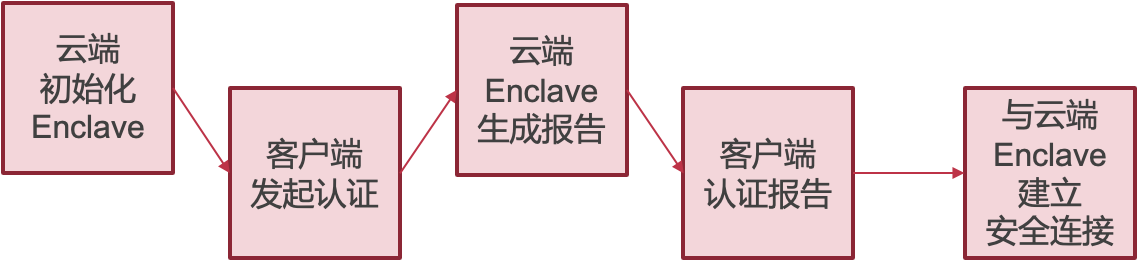 云端
初始化
Enclave
客户端
发起认证
云端
Enclave
生成报告
客户端
认证报告
与云端
Enclave
建立
安全连接